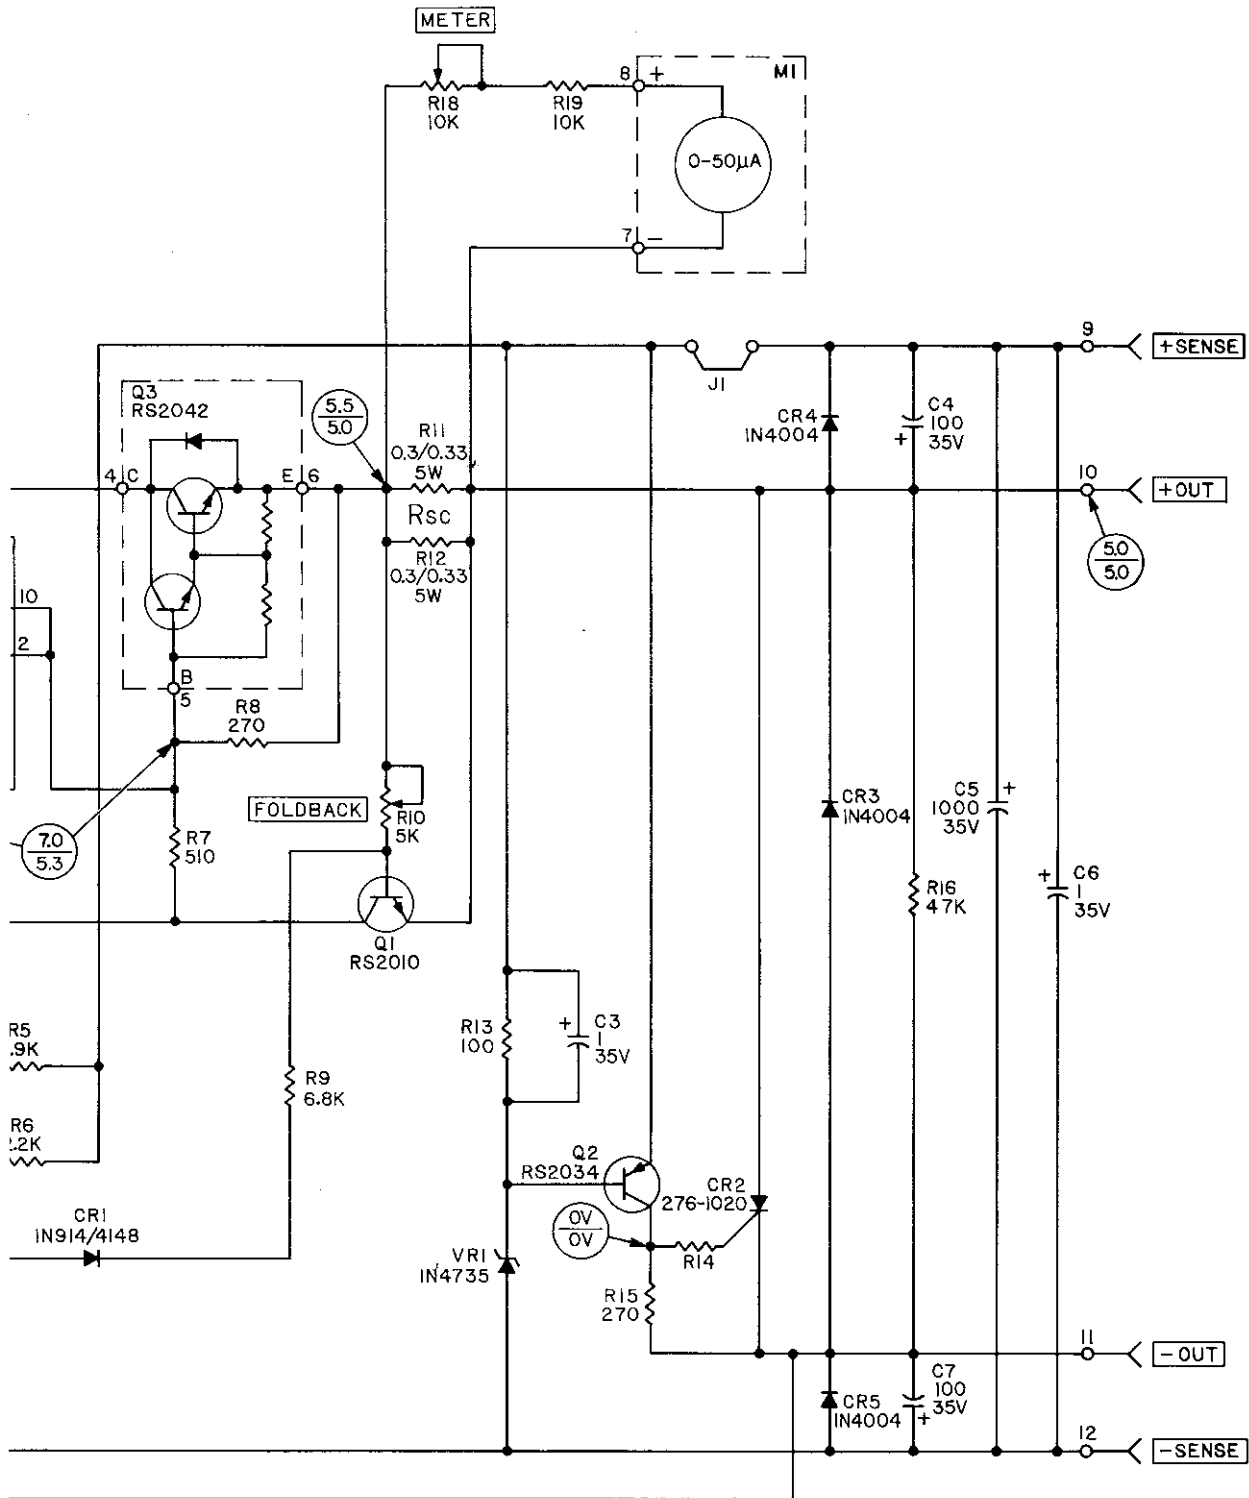 METER
8
+
M1
R18
10K
R19
10K
0-50µA
7
−
9
+SENSE
J1
Q3
RS2042
5.5
5.0
R11
0.3/0.33
5W
CR4
1N4004
C4
100
35V
+
4
C
E
6
10
+OUT
Rsc
R12
0.3/0.33
5W
5.0
5.0
10
2
B
5
R8
270
FOLDBACK
R10
5K
CR3
1N4004
C5
1000
35V
+
7.0
5.3
R7
510
R16
47K
+
C6
1
35V
Q1
RS2010
R5
.9K
R13
100
+
C3
1
35V
R9
6.8K
R6
.2K
Q2
RS2034
CR2
276-1020
CR1
1N914/4148
0V
0V
VR1
1N4735
R14
R15
270
11
-OUT
CR5
1N4004
C7
100
35V
+
12
-SENSE